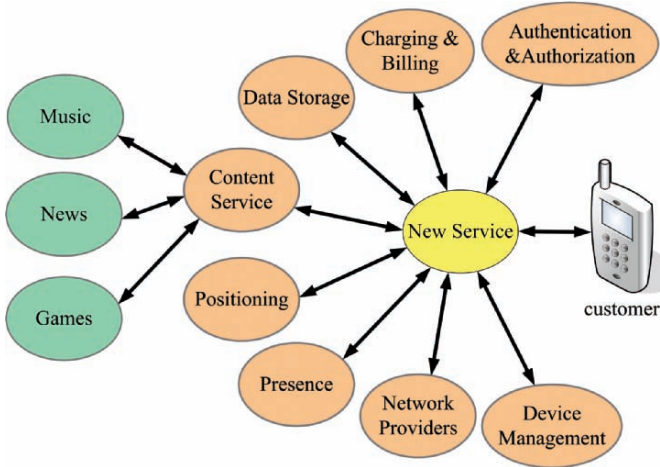 Charging &
Billing
Authentication
&Authorization
Data Storage
Music
Content
Service
News
New Service
Games
Positioning
customer
Presence
Network
Providers
Device
Management